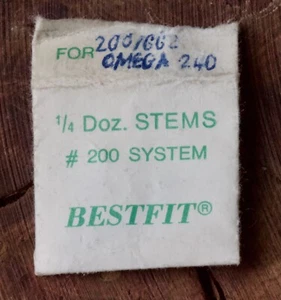 FOR 200/662
OMEGA 240
1/4 Doz. STEMS
# 200 SYSTEM
BESTFIT®